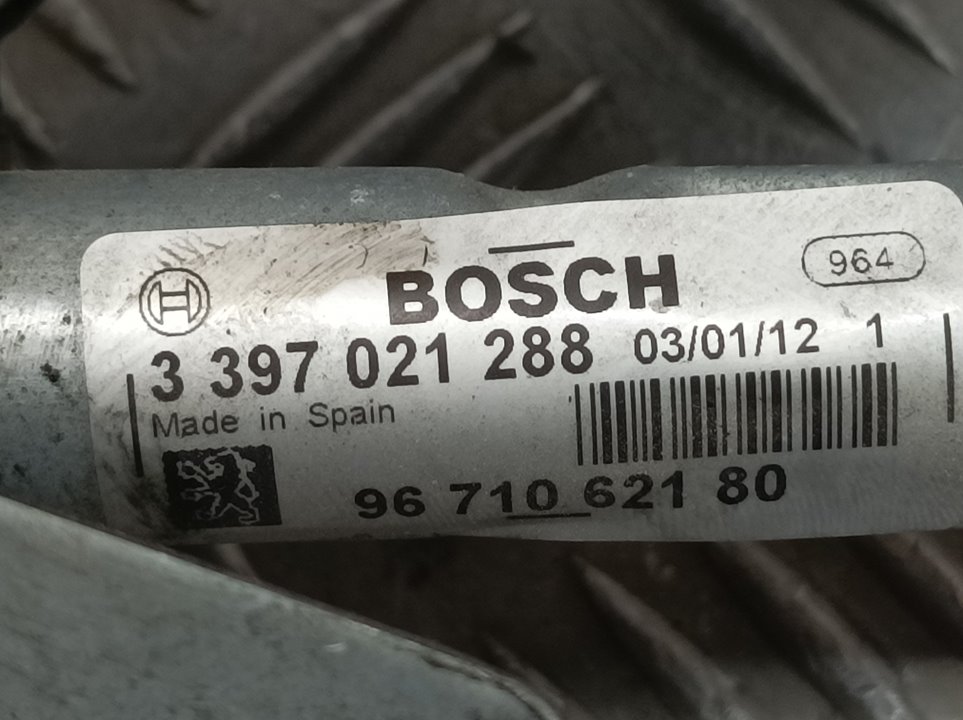 BOSCH
964
3 397 021 288 03/01/12 1
Made in Spain
96 710 621 80